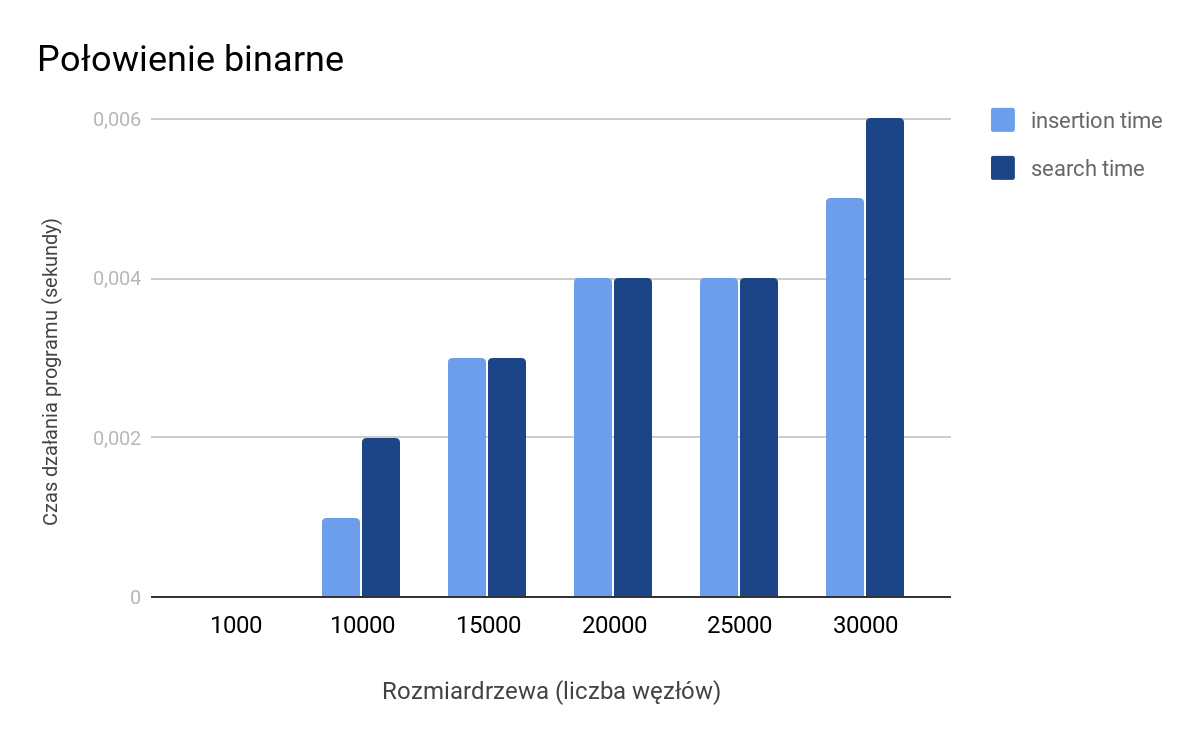 Połowienie binarne
insertion time
search time
Czas dzałania programu (sekundy)
0,006
0,004
0,002
0
1000 10000 15000 20000 25000 30000
Rozmiardrzewa (liczba węzłów)